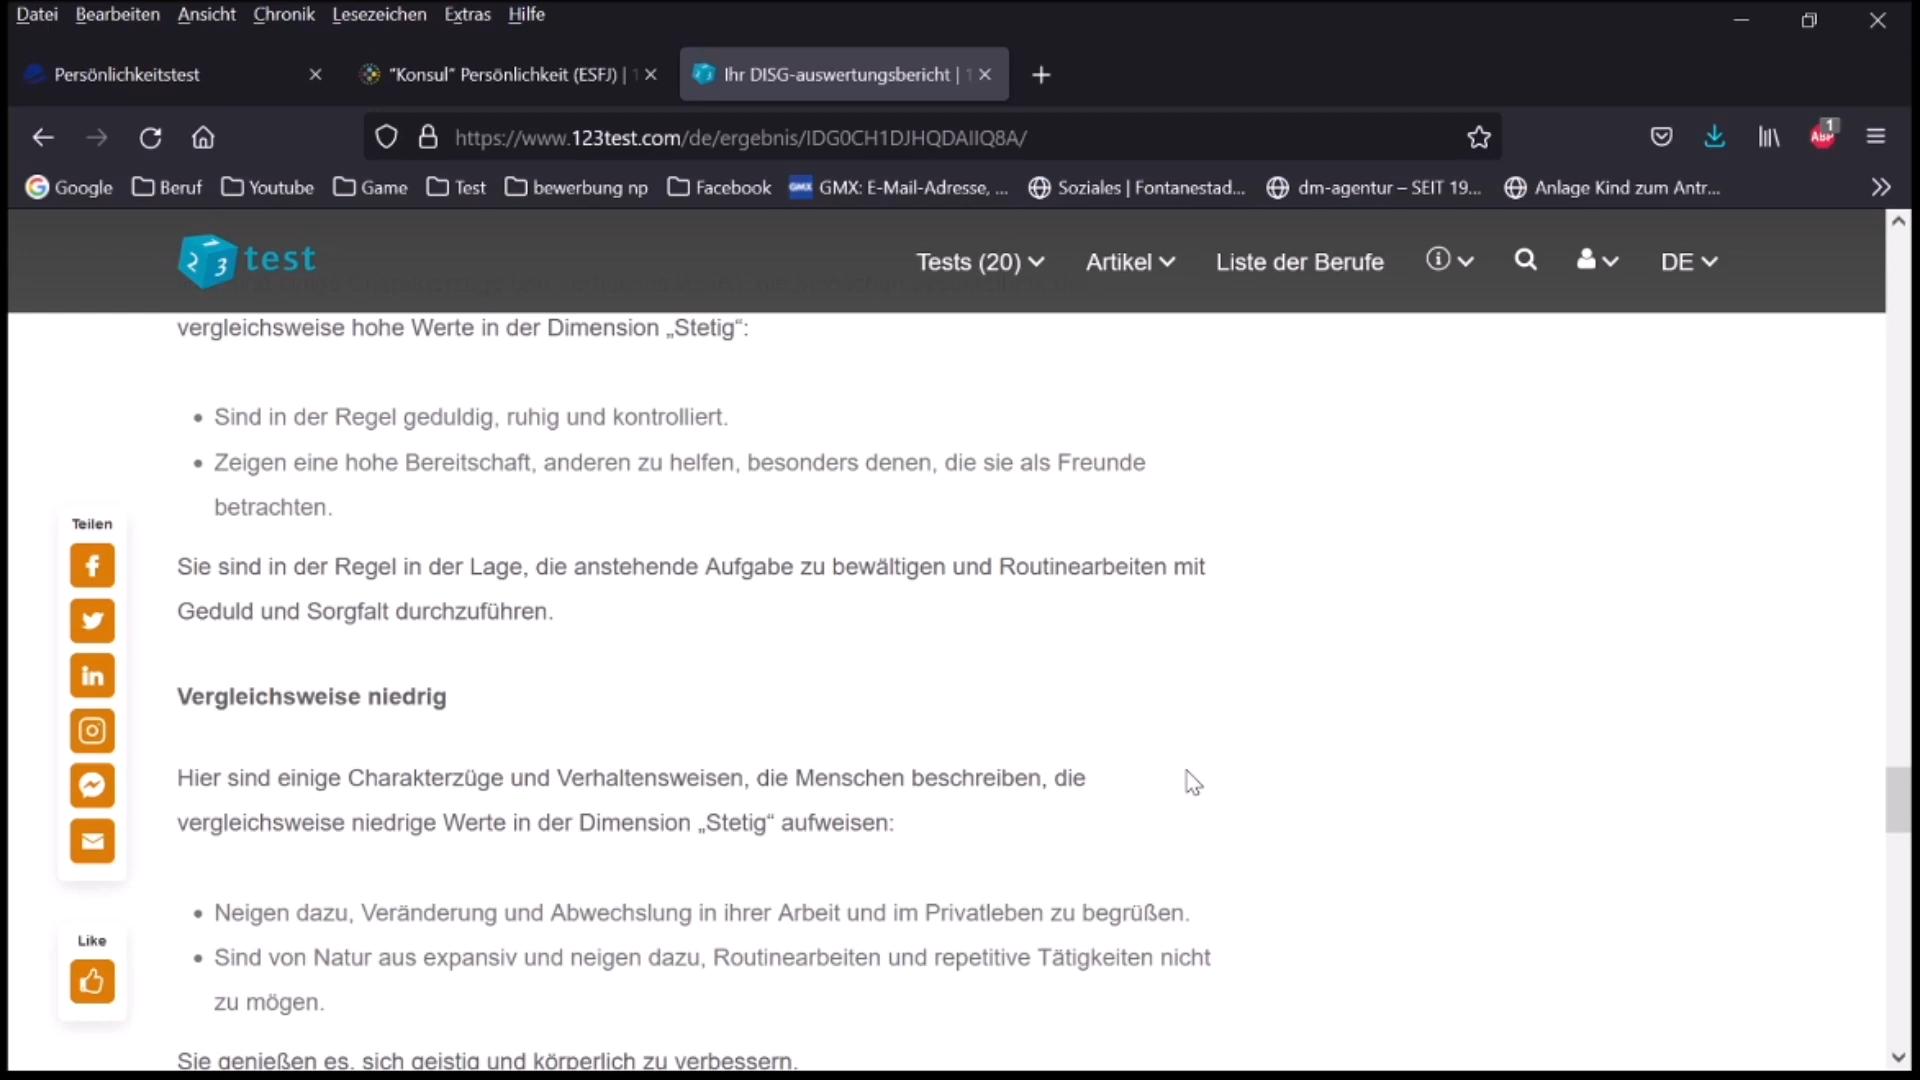 Datei Bearbeiten Ansicht Chronik Lesezeichen Extras Hilfe
Persönlichkeitstest "Konsul" Persönlichkeit (ESFJ) | Ihr DISG-auswertungsbericht |
https://www.123test.com/de/ergebnis/IDG0CH1DJHQDAIIQ8A/
ABP 1
Google Beruf Youtube Game Test bewerbung np Facebook GMX GMX: E-Mail-Adresse, ... Soziales | Fontanestad... dm-agentur – SEIT 19... Anlage Kind zum Antr...
123 test Tests (20) Artikel Liste der Berufe DE
vergleichsweise hohe Werte in der Dimension „Stetig“:
• Sind in der Regel geduldig, ruhig und kontrolliert.
• Zeigen eine hohe Bereitschaft, anderen zu helfen, besonders denen, die sie als Freunde
betrachten.
Teilen
Sie sind in der Regel in der Lage, die anstehende Aufgabe zu bewältigen und Routinearbeiten mit
Geduld und Sorgfalt durchzuführen.
Vergleichsweise niedrig
Hier sind einige Charakterzüge und Verhaltensweisen, die Menschen beschreiben, die
vergleichsweise niedrige Werte in der Dimension „Stetig“ aufweisen:
• Neigen dazu, Veränderung und Abwechslung in ihrer Arbeit und im Privatleben zu begrüßen.
Like
• Sind von Natur aus expansiv und neigen dazu, Routinearbeiten und repetitive Tätigkeiten nicht
zu mögen.
Sie genießen es, sich geistig und körperlich zu verbessern.